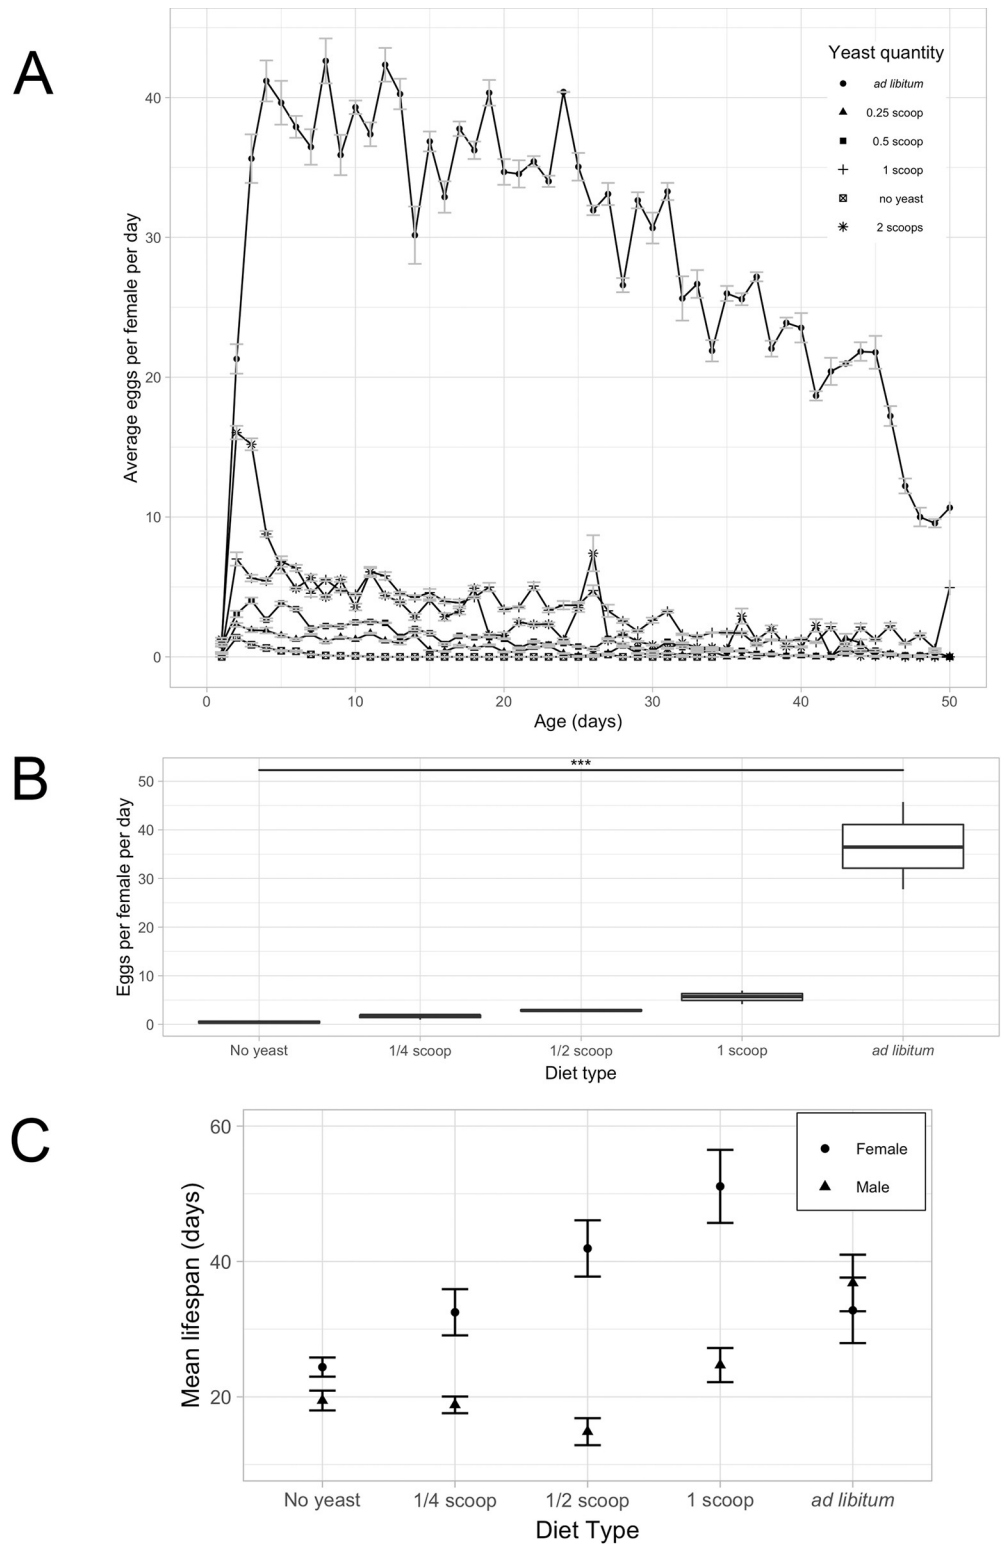 A
Yeast quantity
ad libitum
0.25 scoop
0.5 scoop
1 scoop
no yeast
2 scoops
Average eggs per female per day
40
30
20
10
0
0 10 20 30 40 50
Age (days)
B
***
Eggs per female per day
50
40
30
20
10
0
No yeast 1/4 scoop 1/2 scoop 1 scoop ad libitum
Diet type
C
Female
Male
Mean lifespan (days)
60
40
20
No yeast 1/4 scoop 1/2 scoop 1 scoop ad libitum
Diet Type